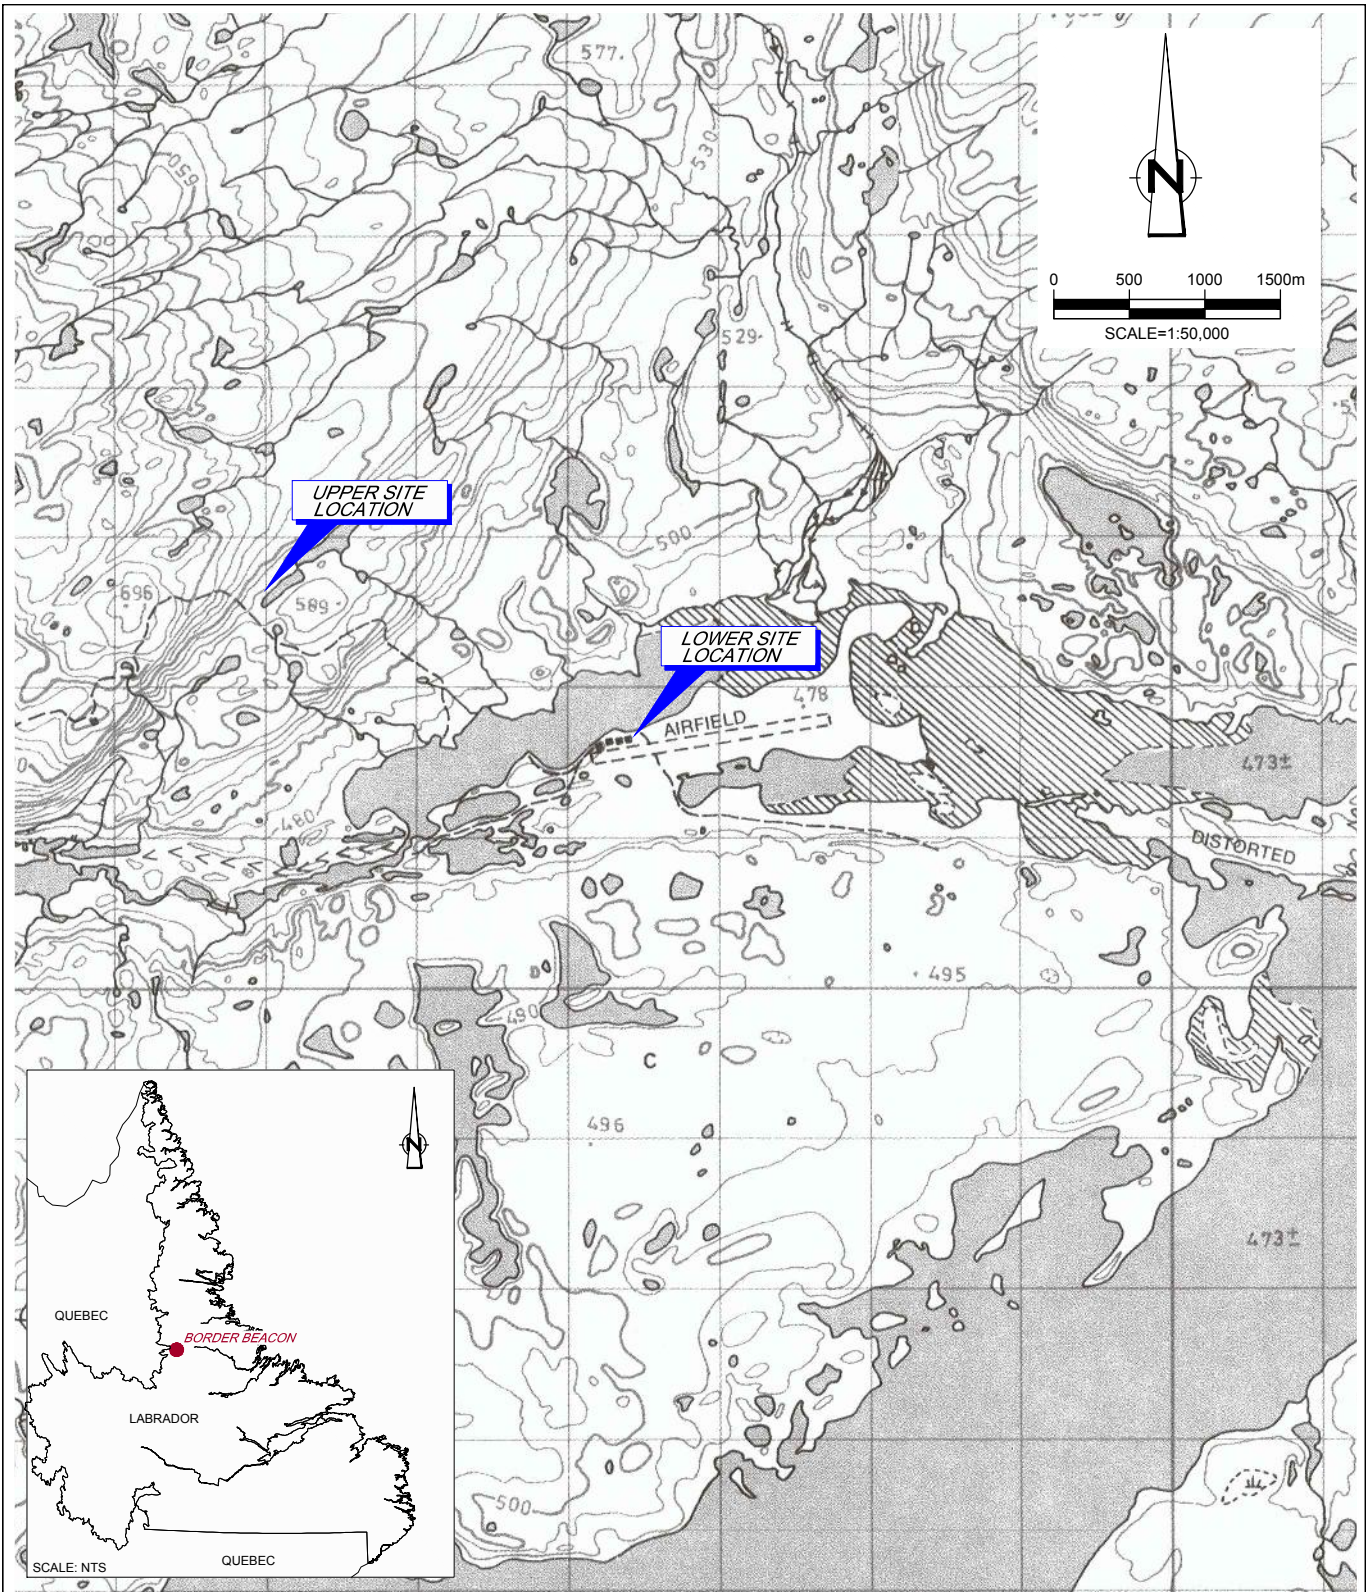 577.
530
650
0 500 1000 1500m
SCALE=1:50,000
529.
UPPER SITE
LOCATION
500
696
589.
LOWER SITE
LOCATION
478
AIRFIELD
473±
480
DISTORTED
495
490
C
496
473±
QUEBEC
BORDER BEACON
LABRADOR
500
SCALE: NTS
QUEBEC